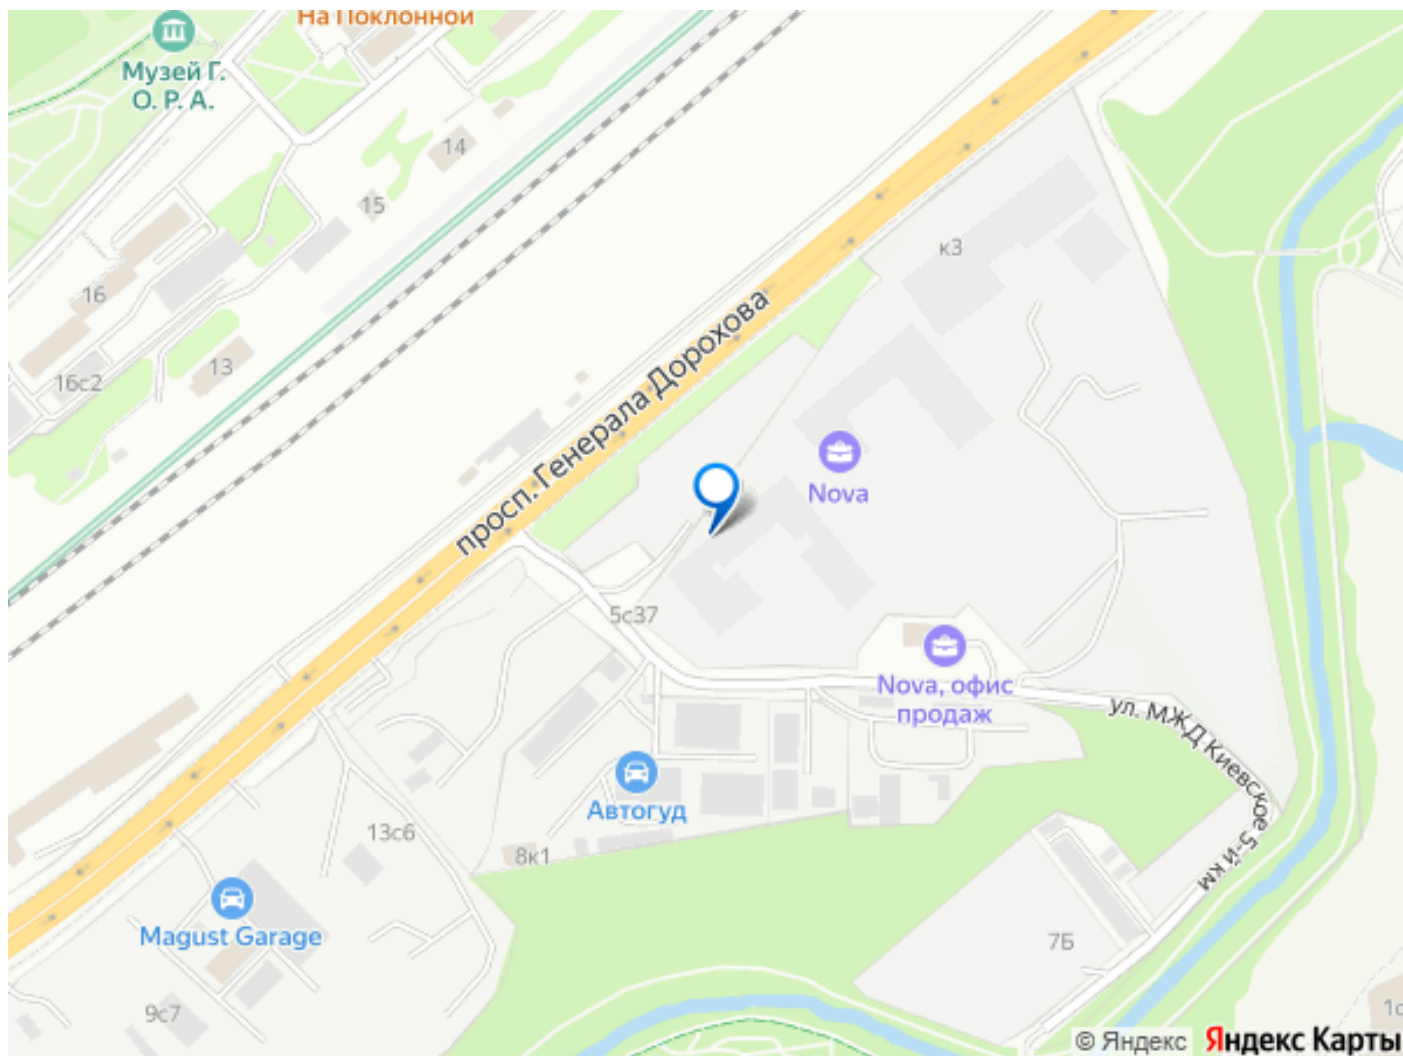 На Поклонной
Музей Г.
О. Р. А.
14
15
к3
16
просп. Генерала Дорохова
13
16с2
Nova
5с37
Nova, офис
продаж
ул. МЖД Киевское 5-й км
Автогуд
13с6
8к1
Magust Garage
7Б
9с7
1с
© Яндекс Яндекс Карты